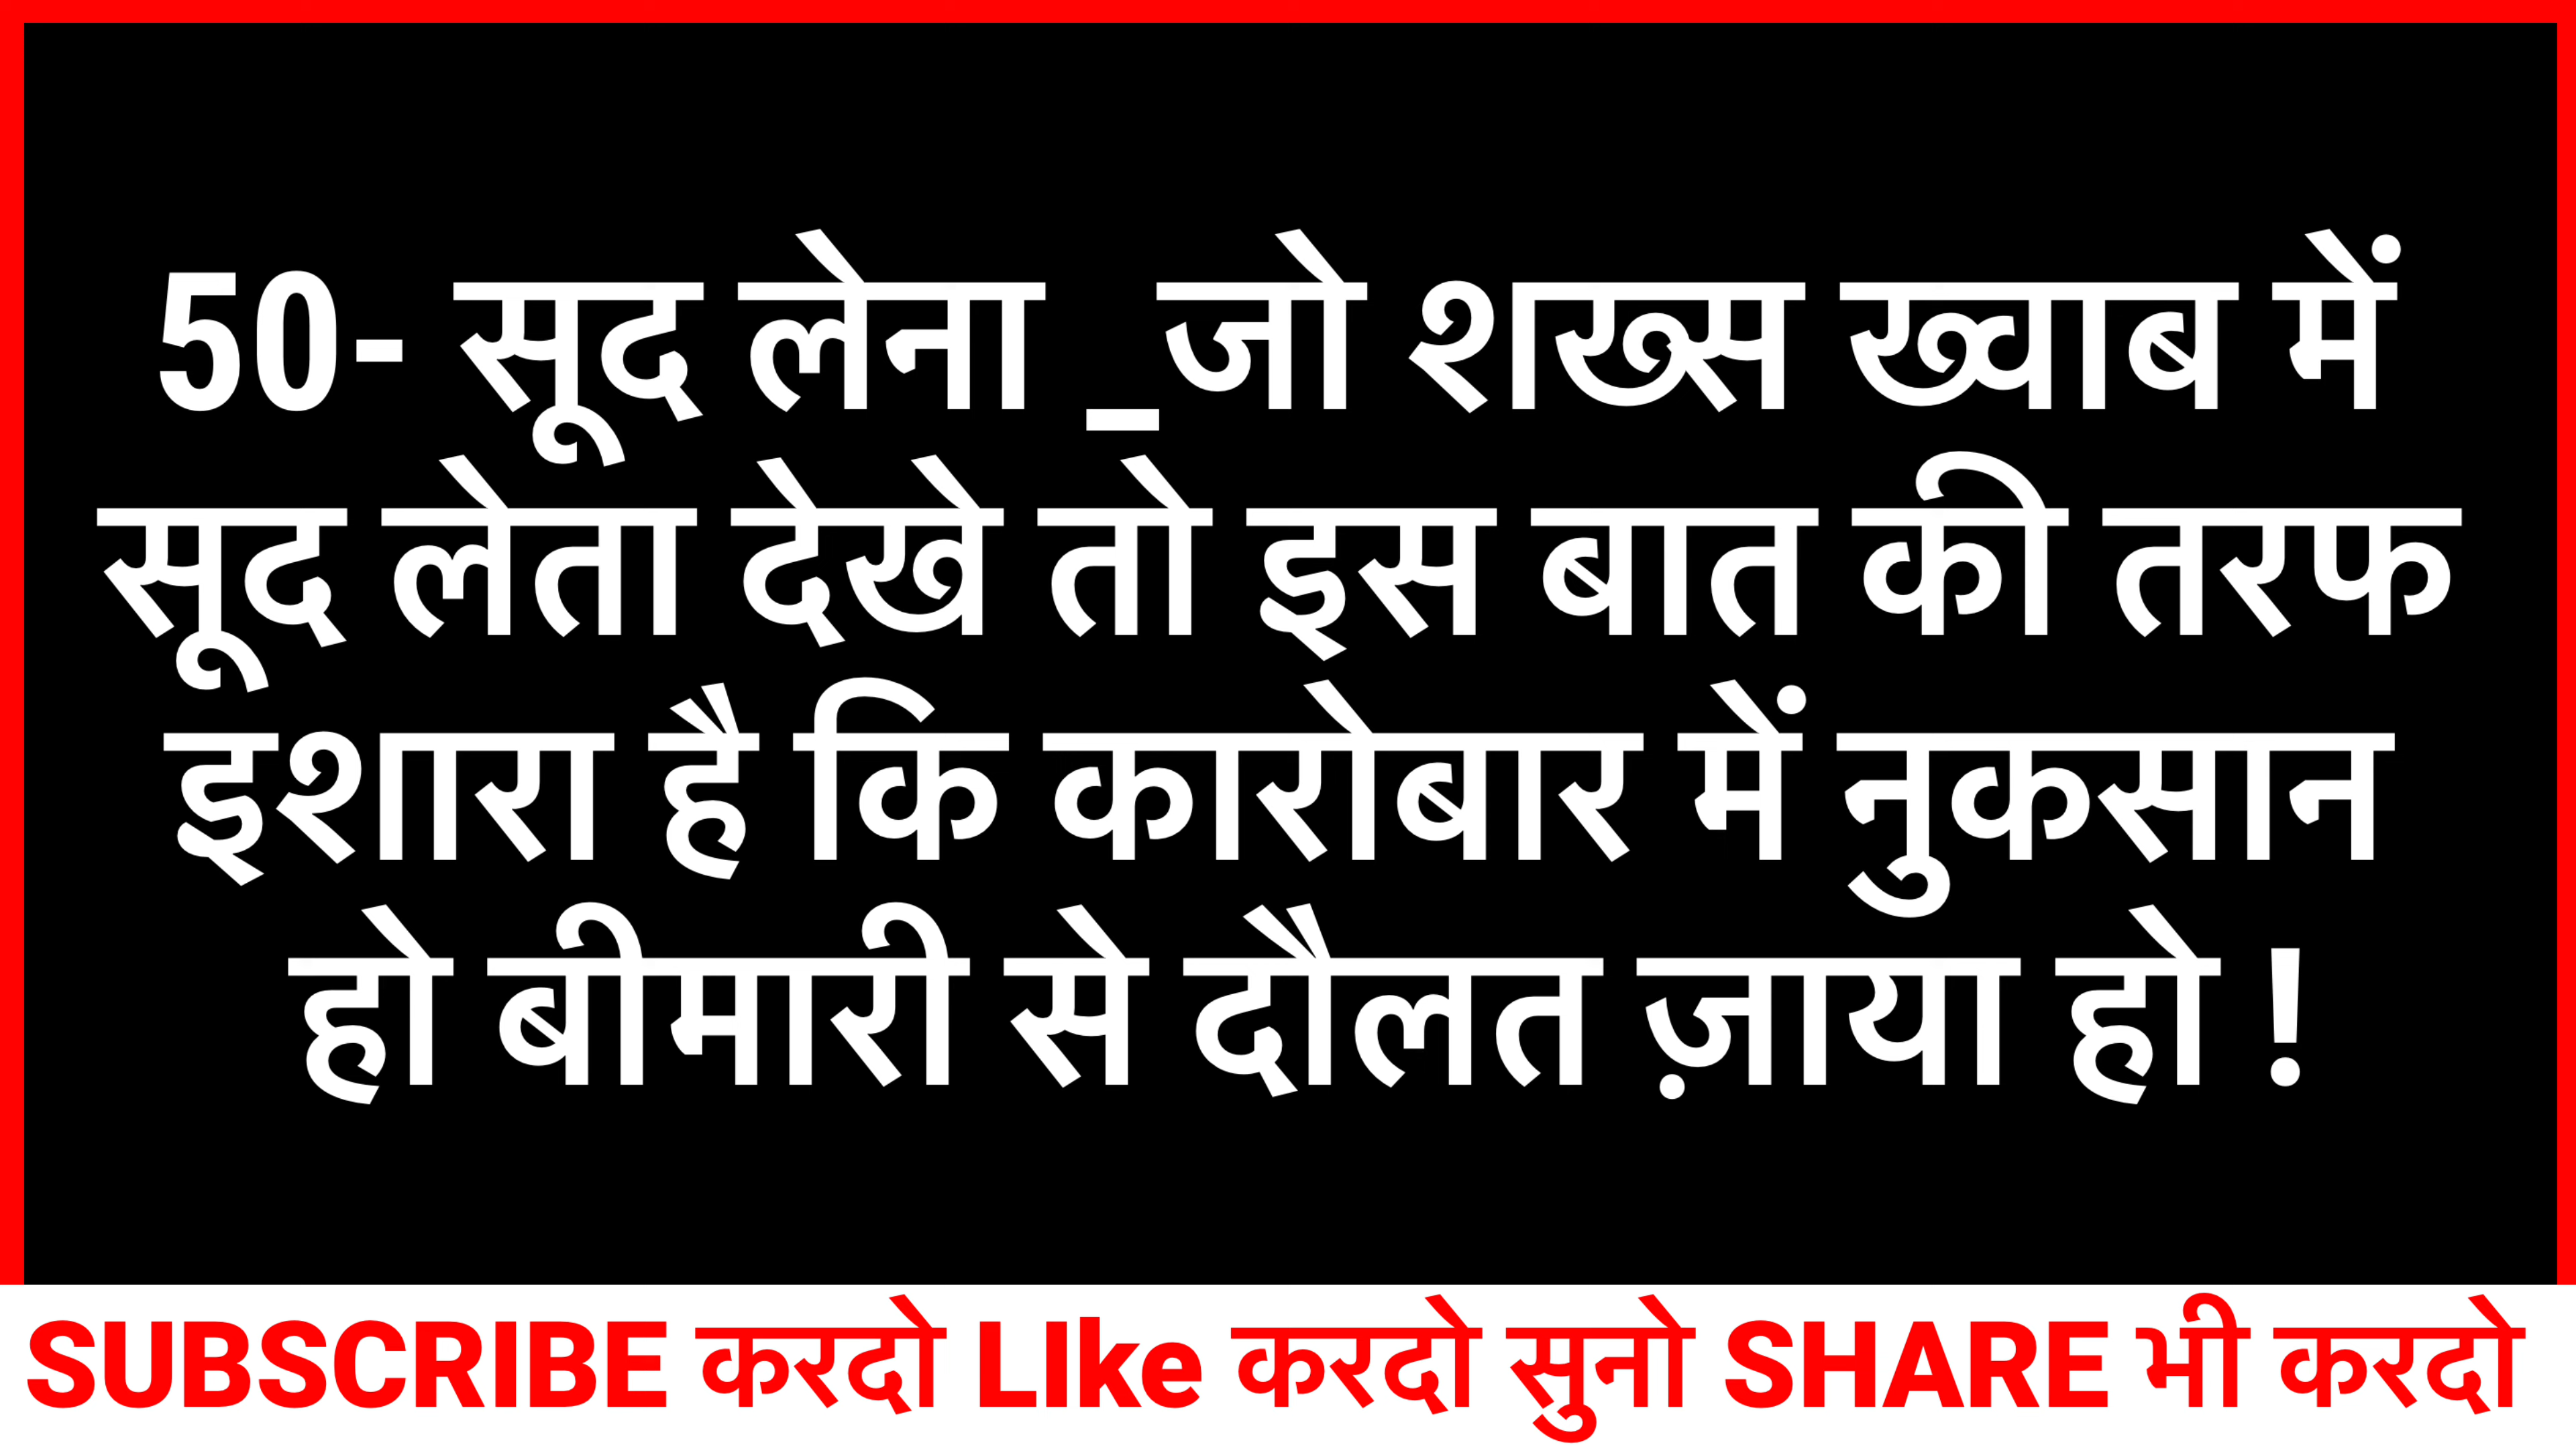 50- सूद लेना _जो शख्स ख्वाब में
सूद लेता देखे तो इस बात की तरफ
इशारा है कि कारोबार में नुकसान
हो बीमारी से दौलत ज़ाया हो !
SUBSCRIBE करदो LIke करदो सुनो SHARE भी करदो